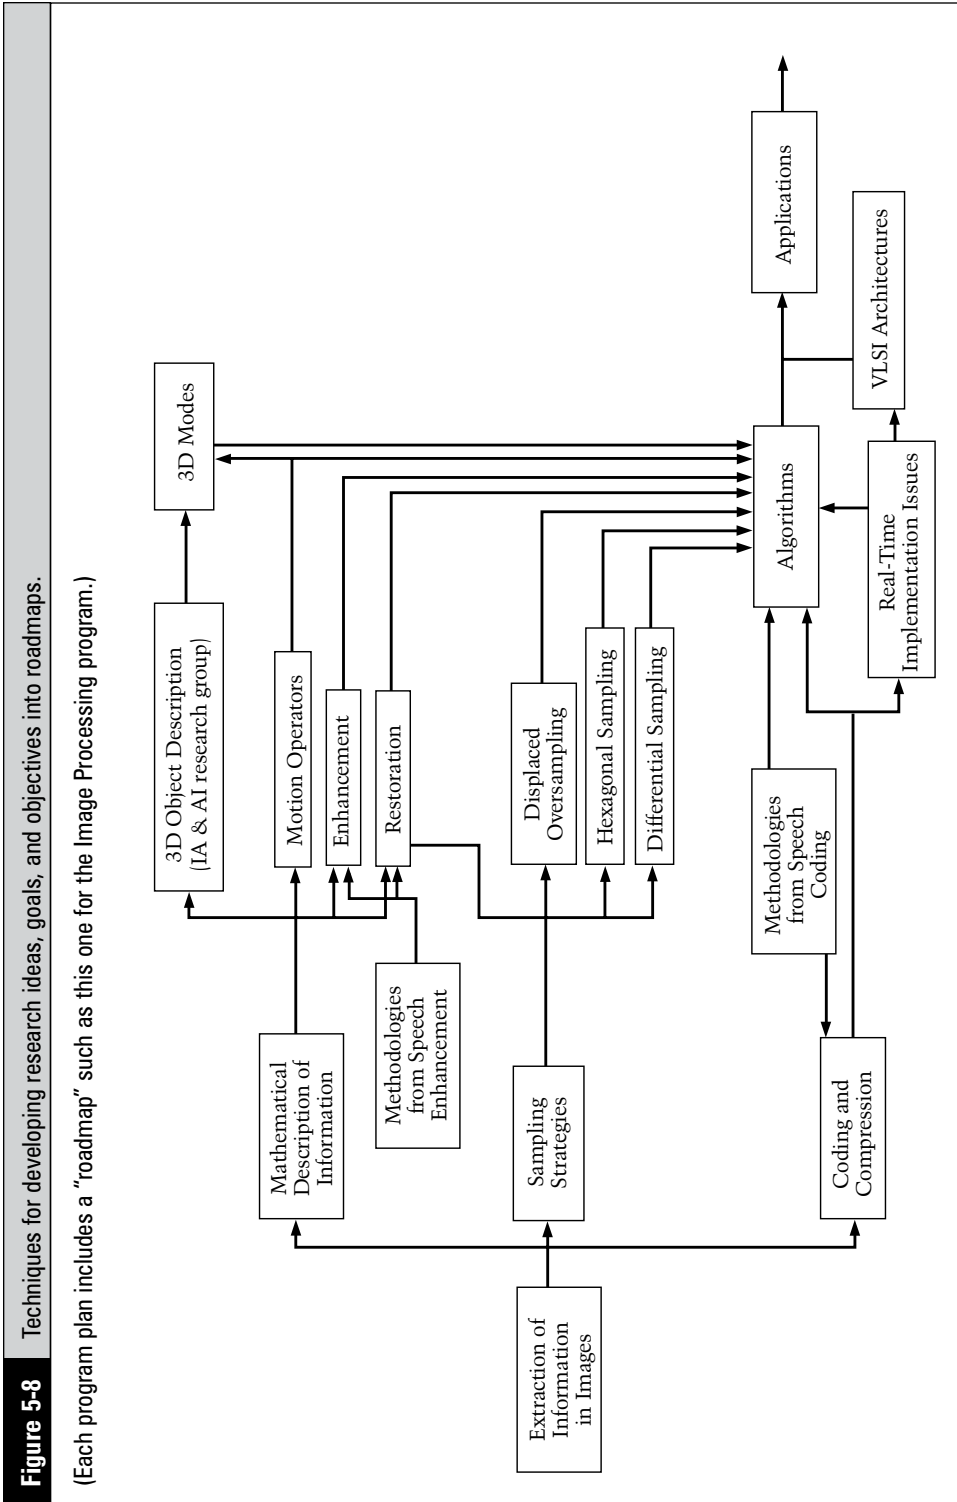 Figure 5-8 Techniques for developing research ideas, goals, and objectives into roadmaps.
(Each program plan includes a “roadmap” such as this one for the Image Processing program.)
Extraction of
Information
in Images
Mathematical
Description of
Information
Methodologies
from Speech
Enhancement
Sampling
Strategies
Coding and
Compression
3D Object Description
(IA & AI research group)
Motion Operators
Enhancement
Restoration
Displaced
Oversampling
Hexagonal Sampling
Differential Sampling
Methodologies
from Speech
Coding
3D Modes
Algorithms
Real-Time
Implementation Issues
VLSI Architectures
Applications